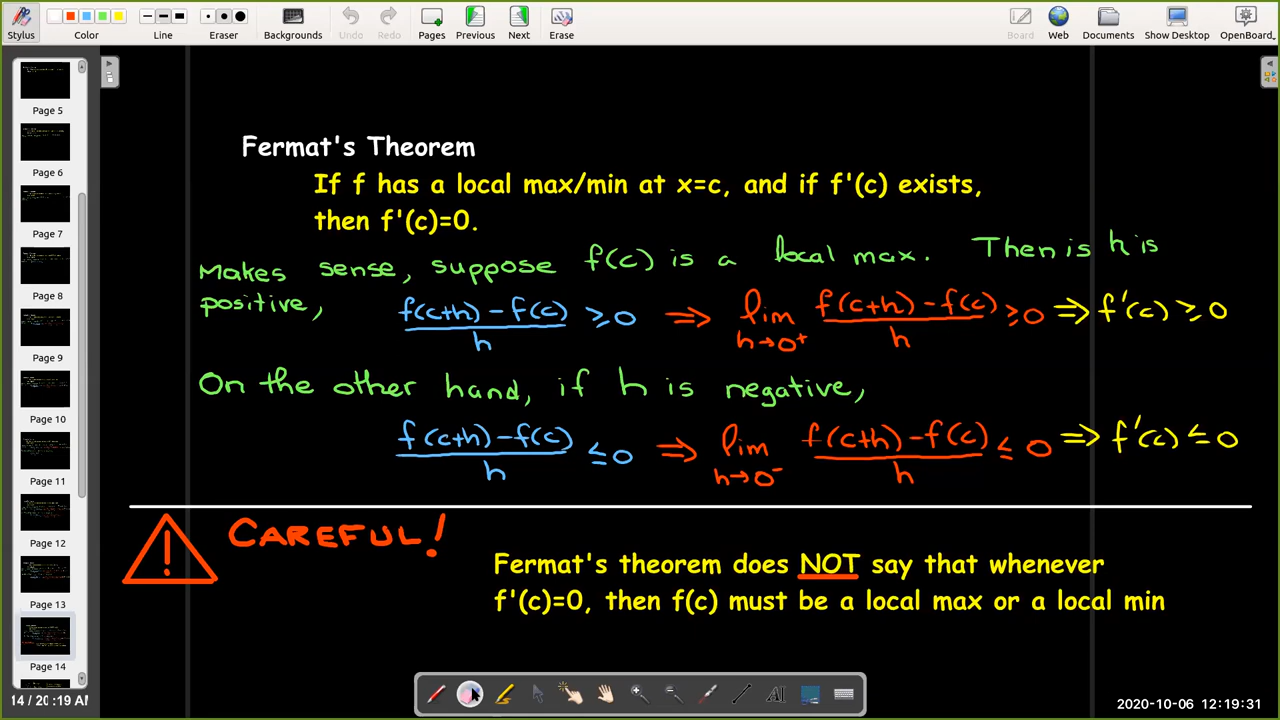 Stylus
Color
Line
Eraser
Backgrounds
Undo
Redo
Pages
Previous
Next
Erase
Board
Web
Documents
Show Desktop
OpenBoard
Page 5
Page 6
Page 7
Page 8
Page 9
Page 10
Page 11
Page 12
Page 13
Page 14
Fermat's Theorem
If f has a local max/min at x=c, and if f'(c) exists,
then f'(c)=0.
Makes sense, suppose f(c) is a local max. Then is h is
positive, f(c+h)-f(c)/h ≥0 ⇒ lim h→0⁺ f(c+h)-f(c)/h ≥0 ⇒ f'(c) ≥ 0
On the other hand, if h is negative,
f(c+h)-f(c)/h ≤0 ⇒ lim h→0⁻ f(c+h)-f(c)/h ≤ 0 ⇒ f'(c) ≤ 0
! CAREFUL!
Fermat's theorem does NOT say that whenever
f'(c)=0, then f(c) must be a local max or a local min
AI
2020-10-06 12:19:31